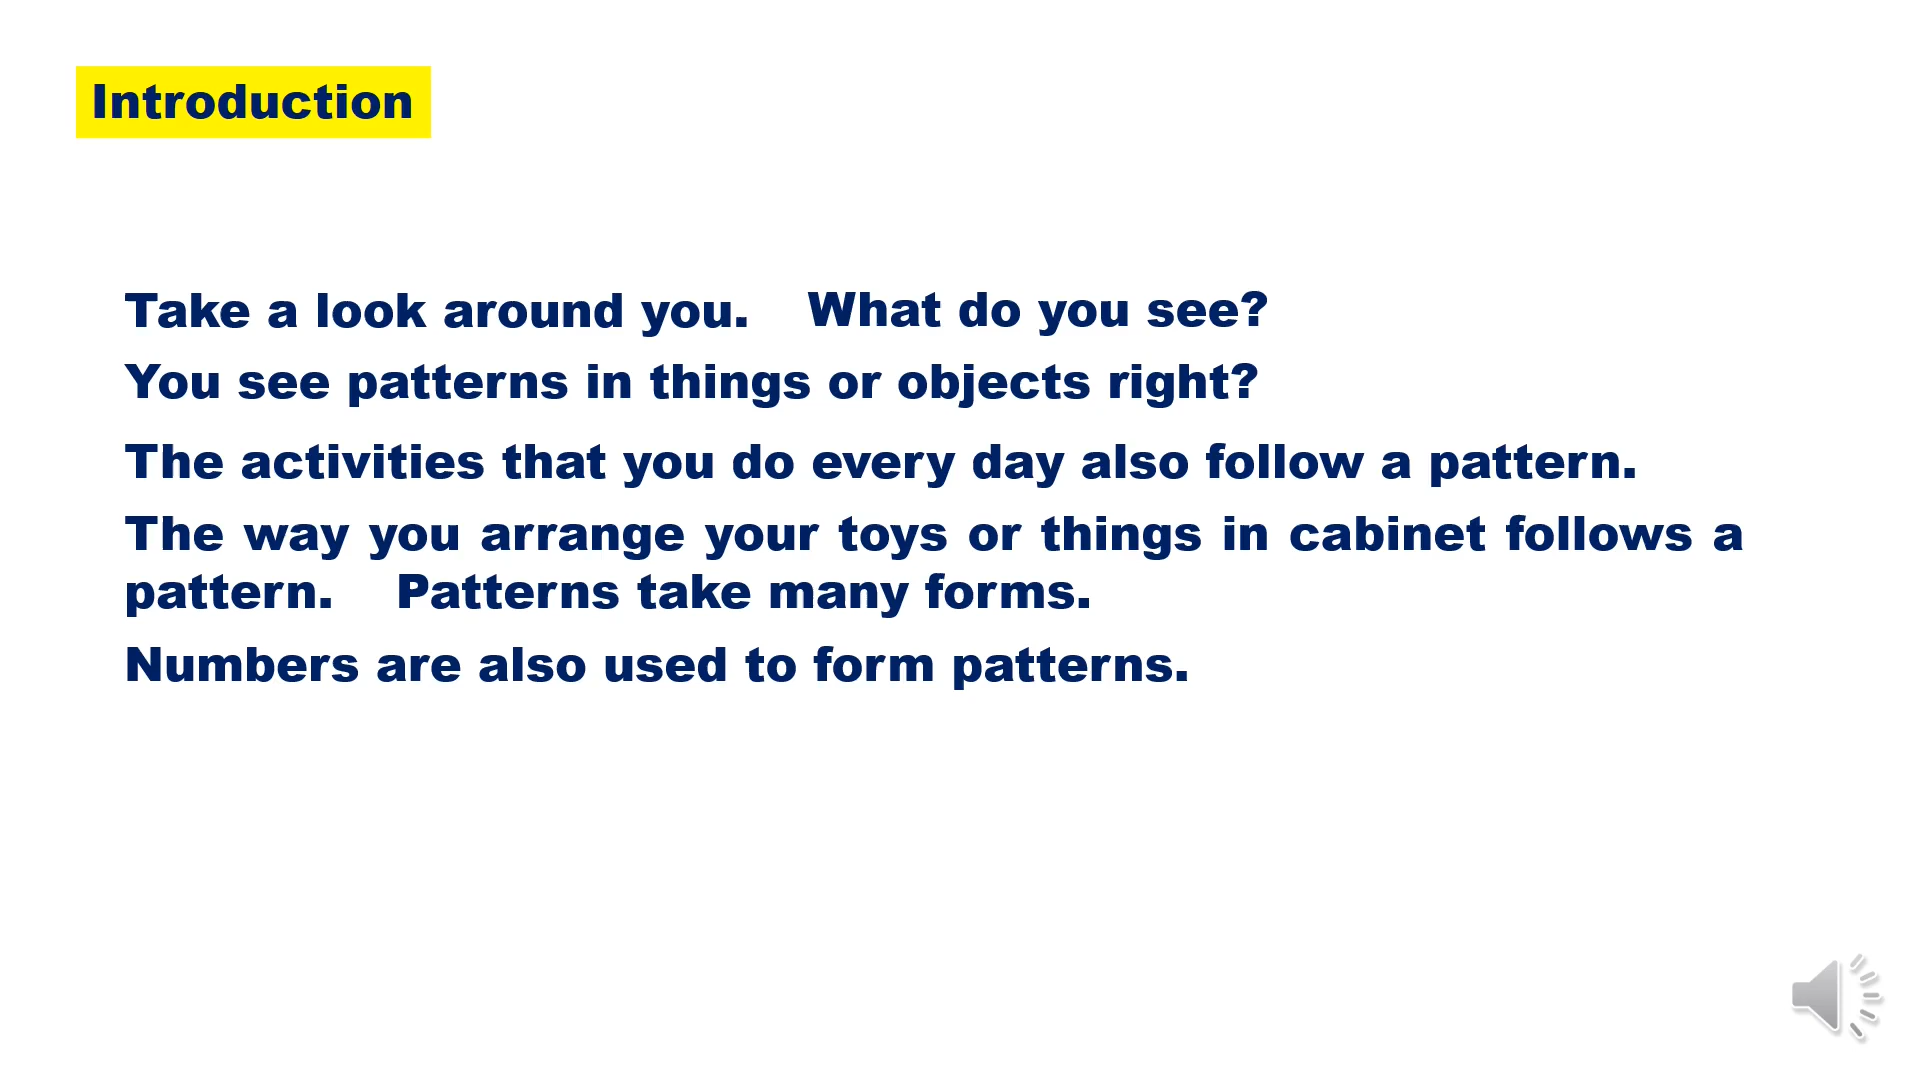 Introduction
Take a look around you. What do you see?
You see patterns in things or objects right?
The activities that you do every day also follow a pattern.
The way you arrange your toys or things in cabinet follows a
pattern. Patterns take many forms.
Numbers are also used to form patterns.